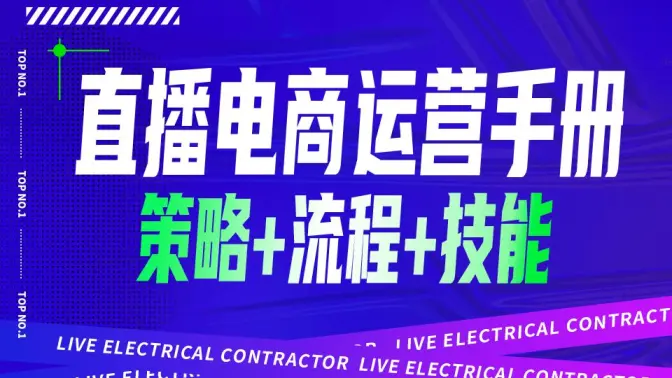 TOP NO.1
TOP NO.1
TOP NO.1
直播电商运营手册
策略+流程+技能
LIVE ELECTRICAL CONTRACTOR
LIVE ELECTRICAL CONTRACTOR
LIVE ELECTRICAL CONTRACT